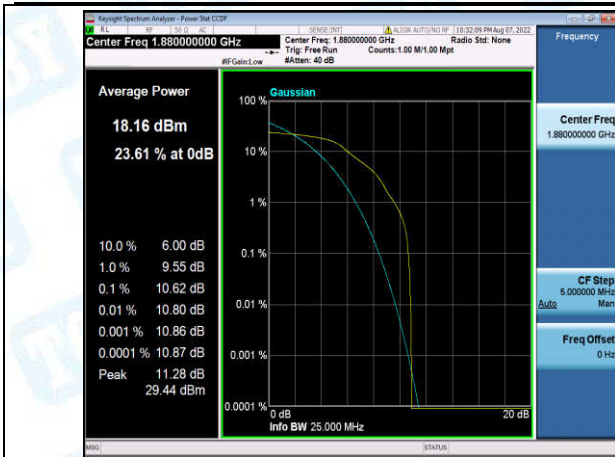 Keysight Spectrum Analyzer - Power Stat CCDF
RL RF 50 Ω AC SENSE:INT ALIGN AUTO/NO RF 10:32:09 PM Aug 07, 2022
Center Freq 1.880000000 GHz
Center Freq: 1.880000000 GHz Radio Std: None
Trig: Free Run Counts:1.00 M/1.00 Mpt
#IFGain:Low #Atten: 40 dB
Frequency
Average Power
18.16 dBm
23.61 % at 0dB
10.0 % 6.00 dB
1.0 % 9.55 dB
0.1 % 10.62 dB
0.01 % 10.80 dB
0.001 % 10.86 dB
0.0001 % 10.87 dB
Peak 11.28 dB
29.44 dBm
Gaussian
100 %
10 %
1 %
0.1 %
0.01 %
0.001 %
0.0001 %
0 dB 20 dB
Info BW 25.000 MHz
Center Freq
1.880000000 GHz
CF Step
5.000000 MHz
Auto Man
Freq Offset
0 Hz
MSG STATUS